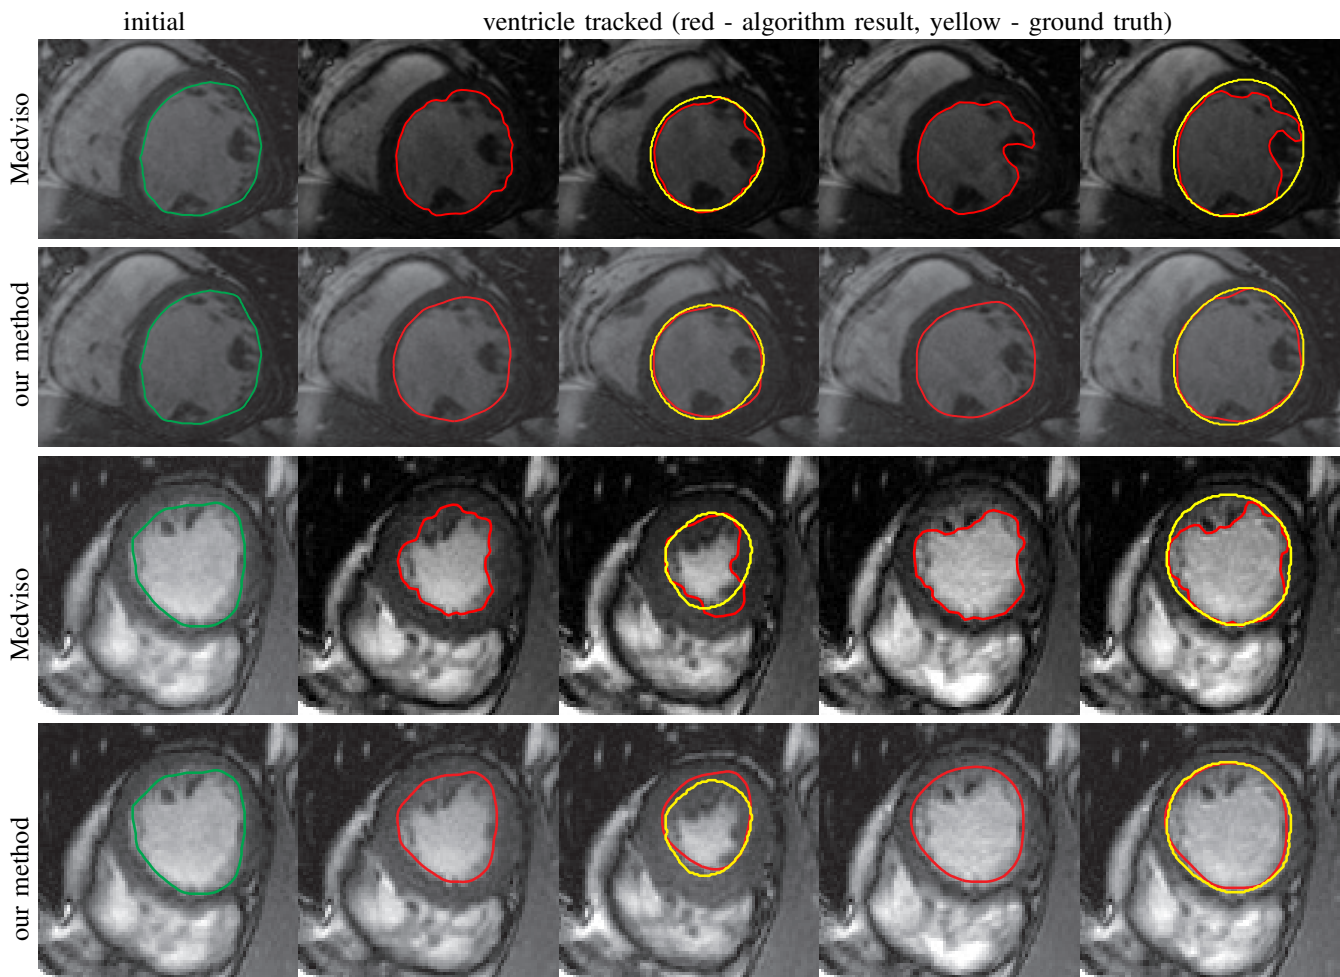 initial
ventricle tracked (red - algorithm result, yellow - ground truth)
Medviso
our method
Medviso
our method